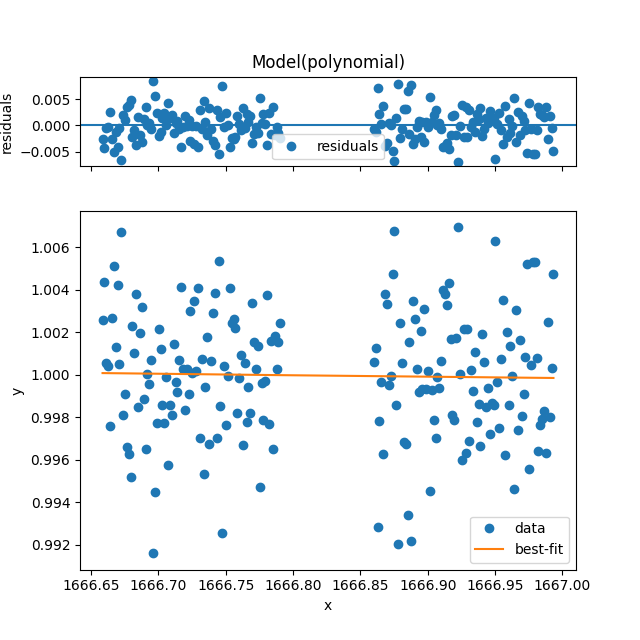 Model(polynomial)
residuals
0.005
0.000
−0.005
residuals
y
1.006
1.004
1.002
1.000
0.998
0.996
0.994
0.992
data
best-fit
1666.65 1666.70 1666.75 1666.80 1666.85 1666.90 1666.95 1667.00
x